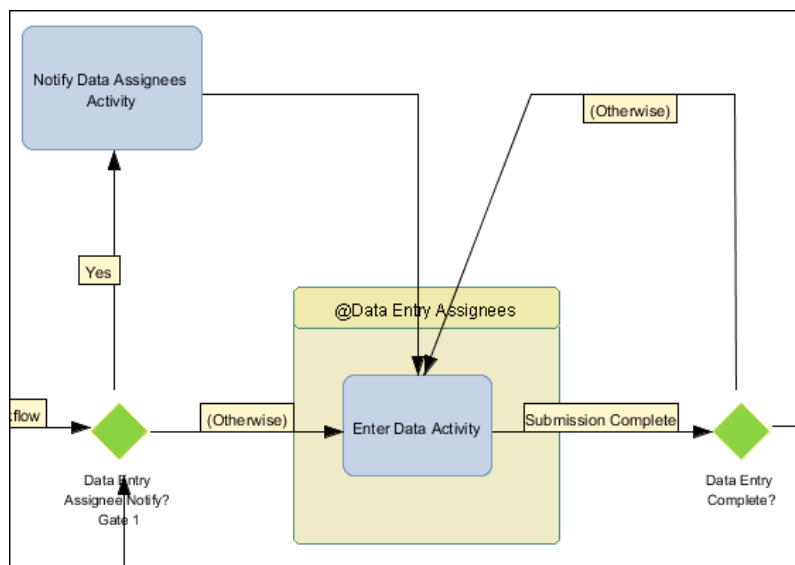 Notify Data Assignees
Activity
(Otherwise)
Yes
@Data Entry Assignees
kflow
(Otherwise)
Enter Data Activity
Submission Complete
Data Entry
Assignee Notify?
Gate 1
Data Entry
Complete?